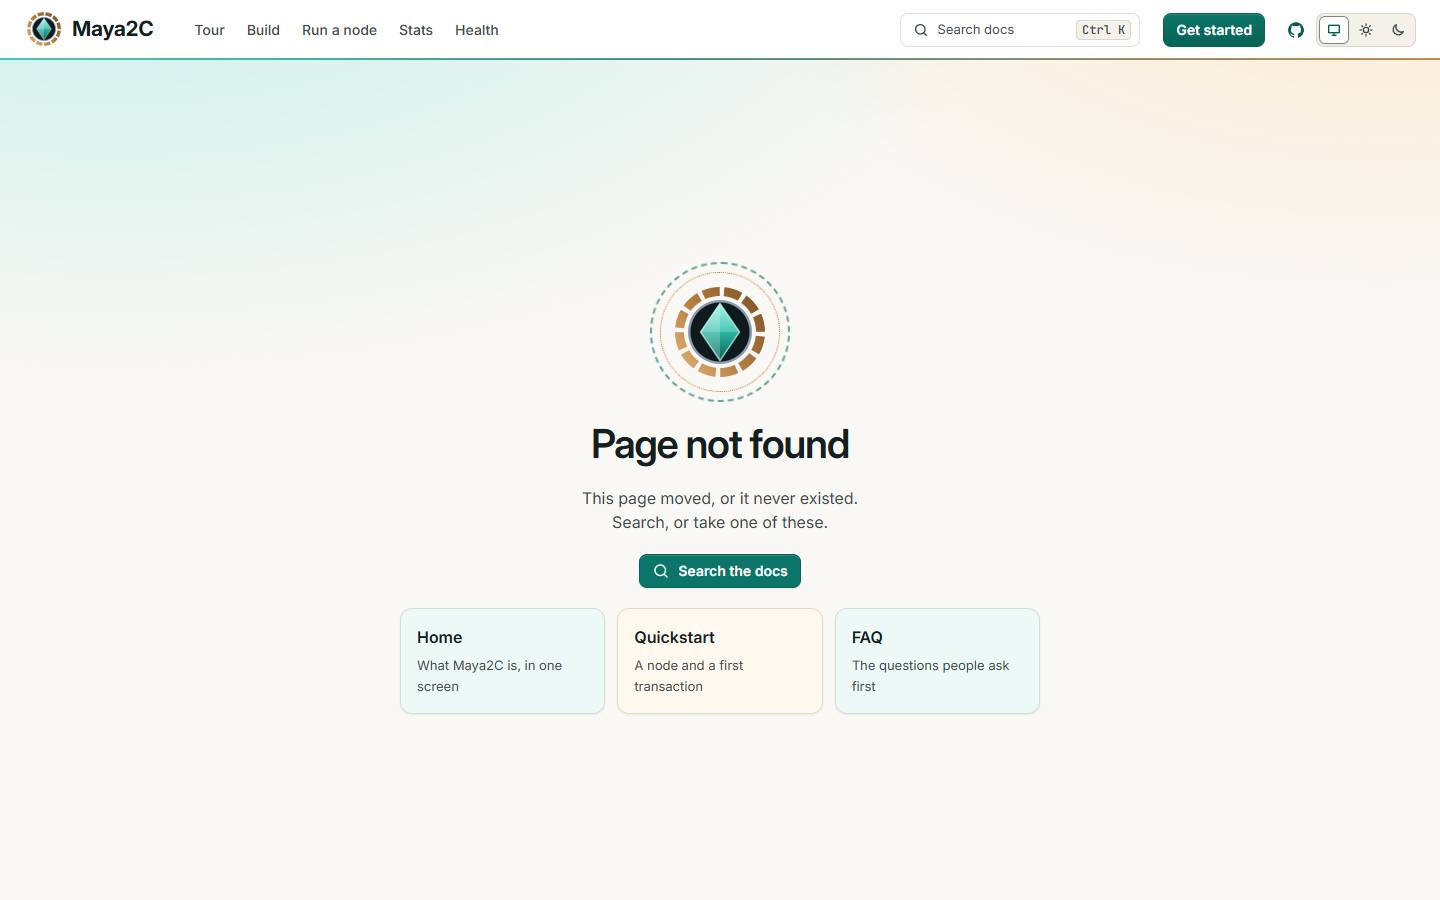 Maya2C
Tour
Build
Run a node
Stats
Health
Search docs
Ctrl K
Get started
Page not found
This page moved, or it never existed.
Search, or take one of these.
Search the docs
Home
What Maya2C is, in one
screen
Quickstart
A node and a first
transaction
FAQ
The questions people ask
first